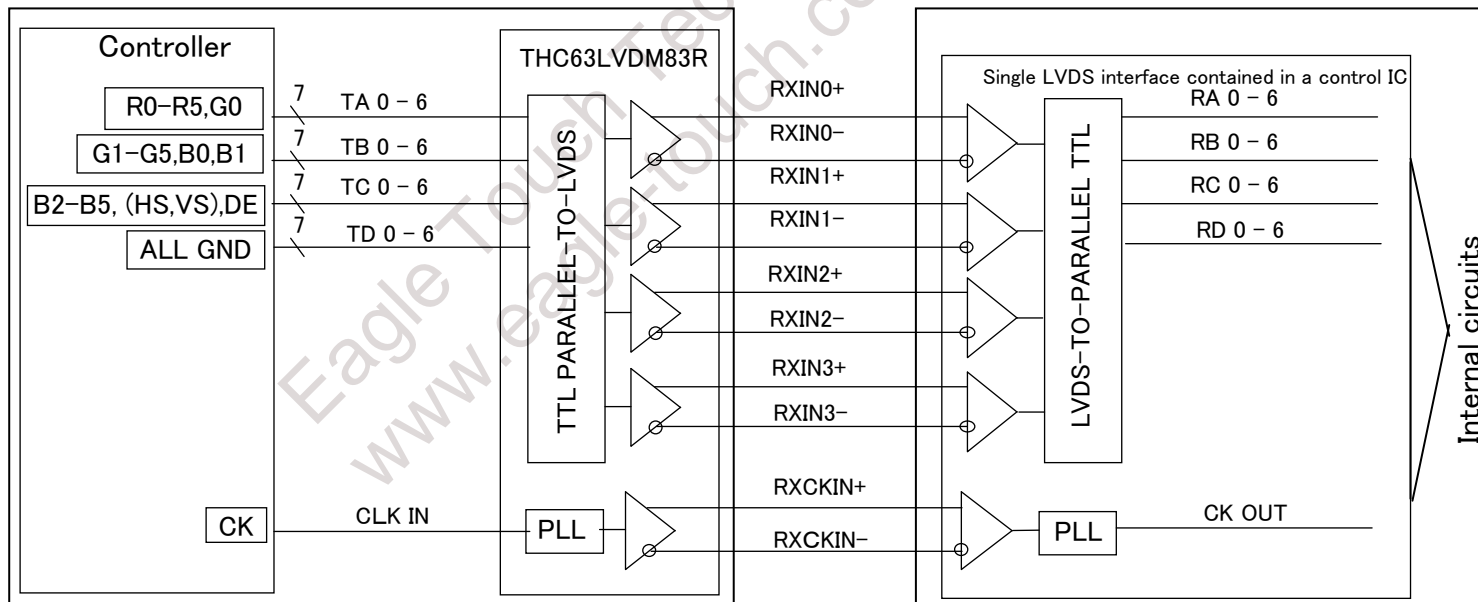 Controller
R0-R5,G0
G1-G5,B0,B1
B2-B5, (HS,VS),DE
ALL GND
CK
7
TA 0 - 6
7
TB 0 - 6
7
TC 0 - 6
7
TD 0 - 6
CLK IN
THC63LVDM83R
TTL PARALLEL-TO-LVDS
PLL
RXIN0+
RXIN0-
RXIN1+
RXIN1-
RXIN2+
RXIN2-
RXIN3+
RXIN3-
RXCKIN+
RXCKIN-
Single LVDS interface contained in a control IC
LVDS-TO-PARALLEL TTL
PLL
RA 0 - 6
RB 0 - 6
RC 0 - 6
RD 0 - 6
CK OUT
Internal circuits
Eagle Touch Tec
www.eagle-touch.co